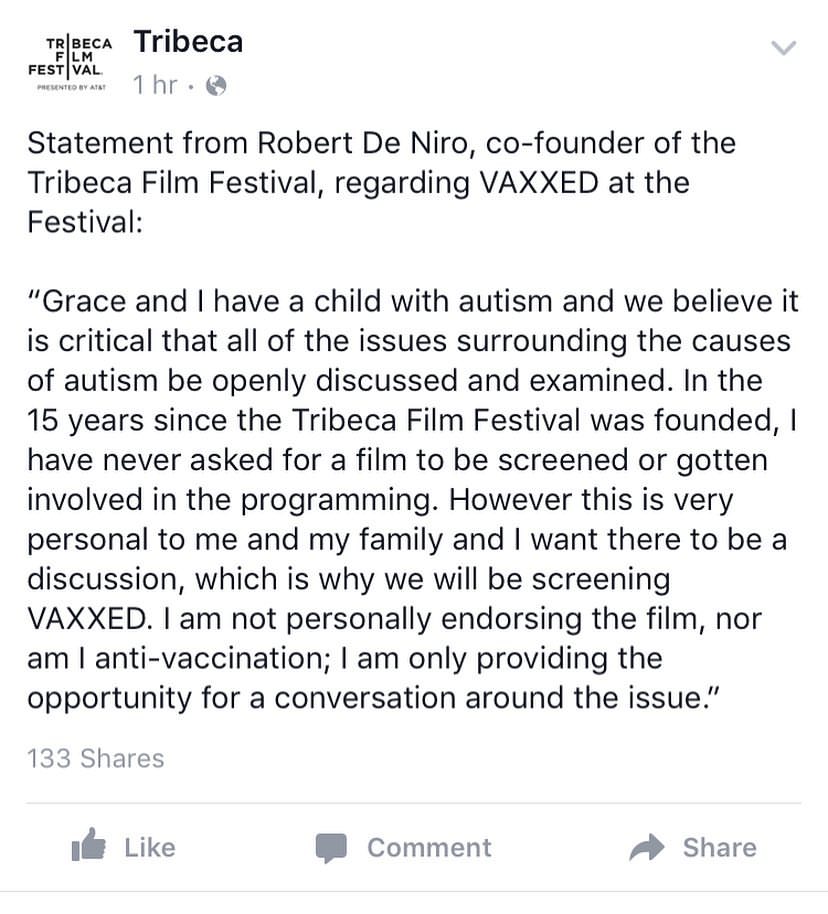 TRIBECA
FILM
FESTIVAL
PRESENTED BY AT&T
Tribeca
1 hr ·
Statement from Robert De Niro, co-founder of the
Tribeca Film Festival, regarding VAXXED at the
Festival:
“Grace and I have a child with autism and we believe it
is critical that all of the issues surrounding the causes
of autism be openly discussed and examined. In the
15 years since the Tribeca Film Festival was founded, I
have never asked for a film to be screened or gotten
involved in the programming. However this is very
personal to me and my family and I want there to be a
discussion, which is why we will be screening
VAXXED. I am not personally endorsing the film, nor
am I anti-vaccination; I am only providing the
opportunity for a conversation around the issue.”
133 Shares
Like Comment Share